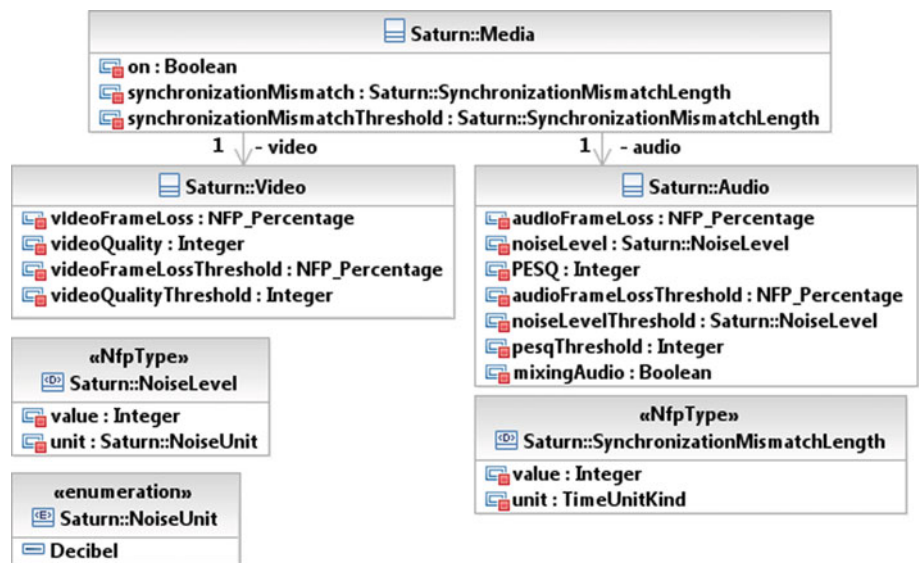 Saturn::Media
on : Boolean
synchronizationMismatch : Saturn::SynchronizationMismatchLength
synchronizationMismatchThreshold : Saturn::SynchronizationMismatchLength
1 - video
1 - audio
Saturn::Video
videoFrameLoss : NFP_Percentage
videoQuality : Integer
videoFrameLossThreshold : NFP_Percentage
videoQualityThreshold : Integer
Saturn::Audio
audioFrameLoss : NFP_Percentage
noiseLevel : Saturn::NoiseLevel
PESQ : Integer
audioFrameLossThreshold : NFP_Percentage
noiseLevelThreshold : Saturn::NoiseLevel
pesqThreshold : Integer
mixingAudio : Boolean
«NfpType»
«D» Saturn::NoiseLevel
value : Integer
unit : Saturn::NoiseUnit
«NfpType»
«D» Saturn::SynchronizationMismatchLength
value : Integer
unit : TimeUnitKind
«enumeration»
«E» Saturn::NoiseUnit
Decibel